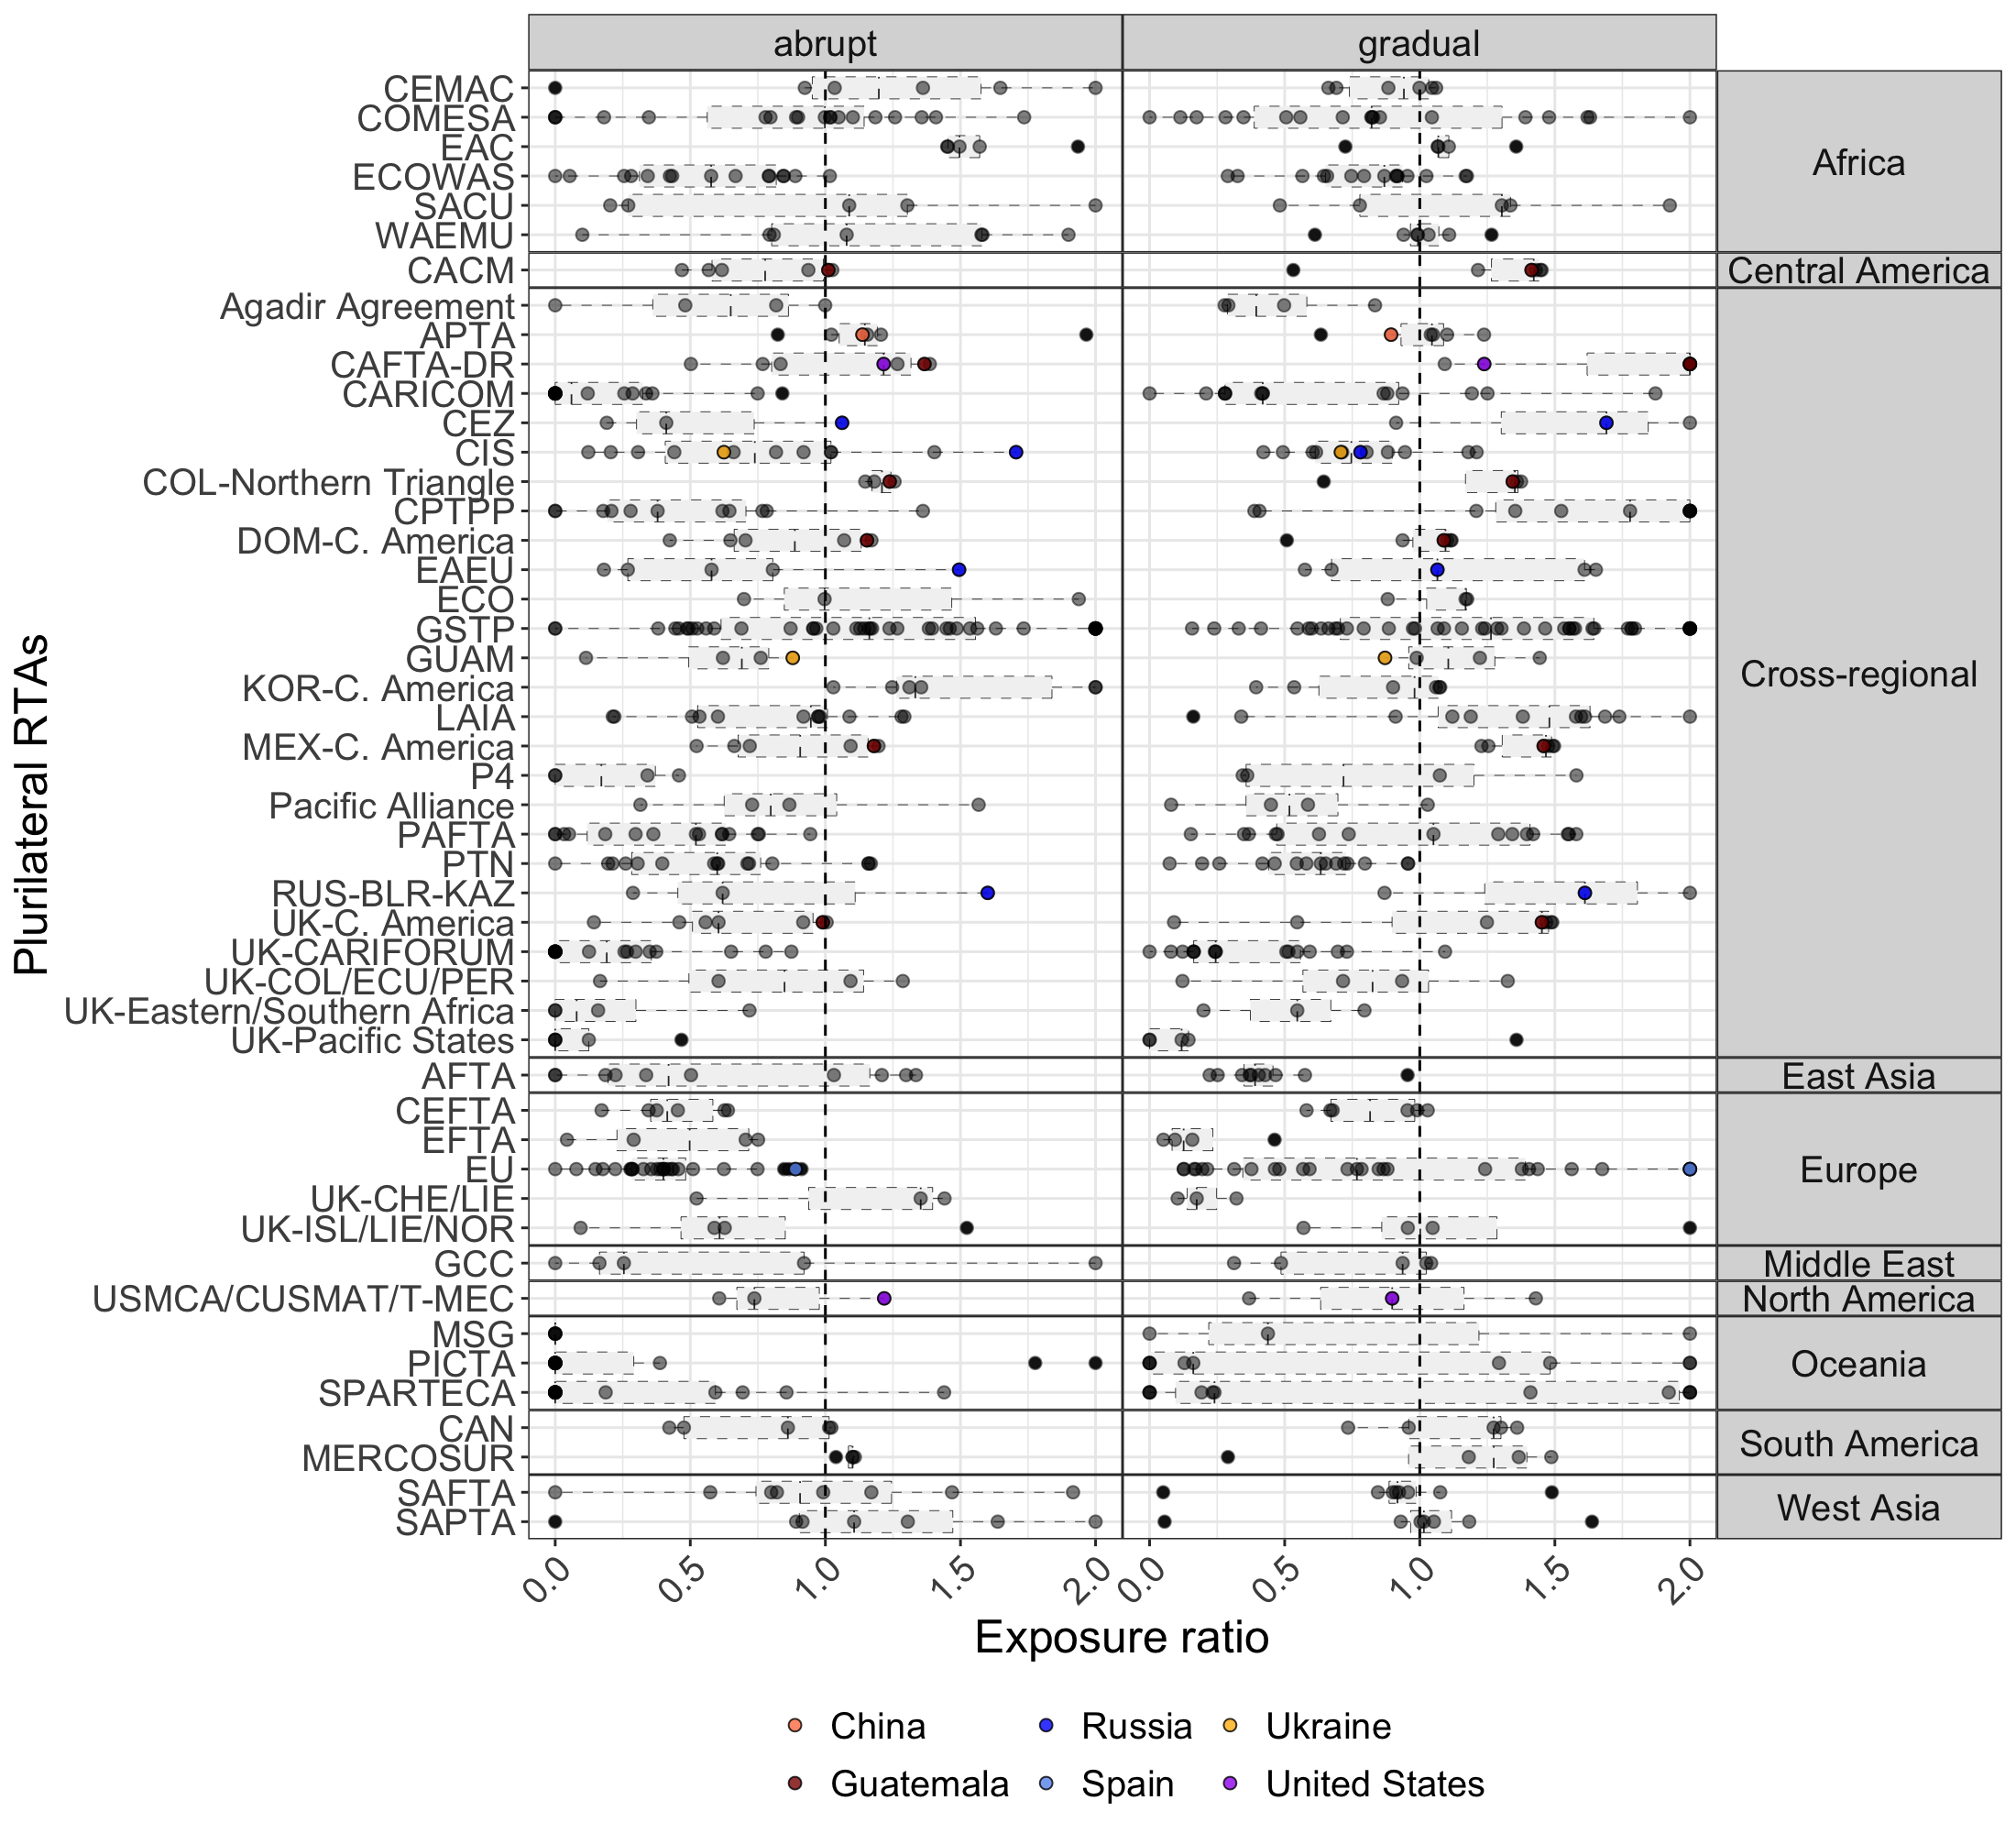 abrupt
gradual
CEMAC
COMESA
EAC
ECOWAS
SACU
WAEMU
Africa
CACM
Central America
Agadir Agreement
APTA
CAFTA-DR
CARICOM
CEZ
CIS
COL-Northern Triangle
CPTPP
DOM-C. America
EAEU
ECO
GSTP
GUAM
KOR-C. America
LAIA
MEX-C. America
P4
Pacific Alliance
PAFTA
PTN
RUS-BLR-KAZ
UK-C. America
UK-CARIFORUM
UK-COL/ECU/PER
UK-Eastern/Southern Africa
UK-Pacific States
Cross-regional
AFTA
East Asia
CEFTA
EFTA
EU
UK-CHE/LIE
UK-ISL/LIE/NOR
Europe
GCC
Middle East
USMCA/CUSMAT/T-MEC
North America
MSG
PICTA
SPARTECA
Oceania
CAN
MERCOSUR
South America
SAFTA
SAPTA
West Asia
Plurilateral RTAs
0.0 0.5 1.0 1.5 2.0 0.0 0.5 1.0 1.5 2.0
Exposure ratio
China Russia Ukraine
Guatemala Spain United States